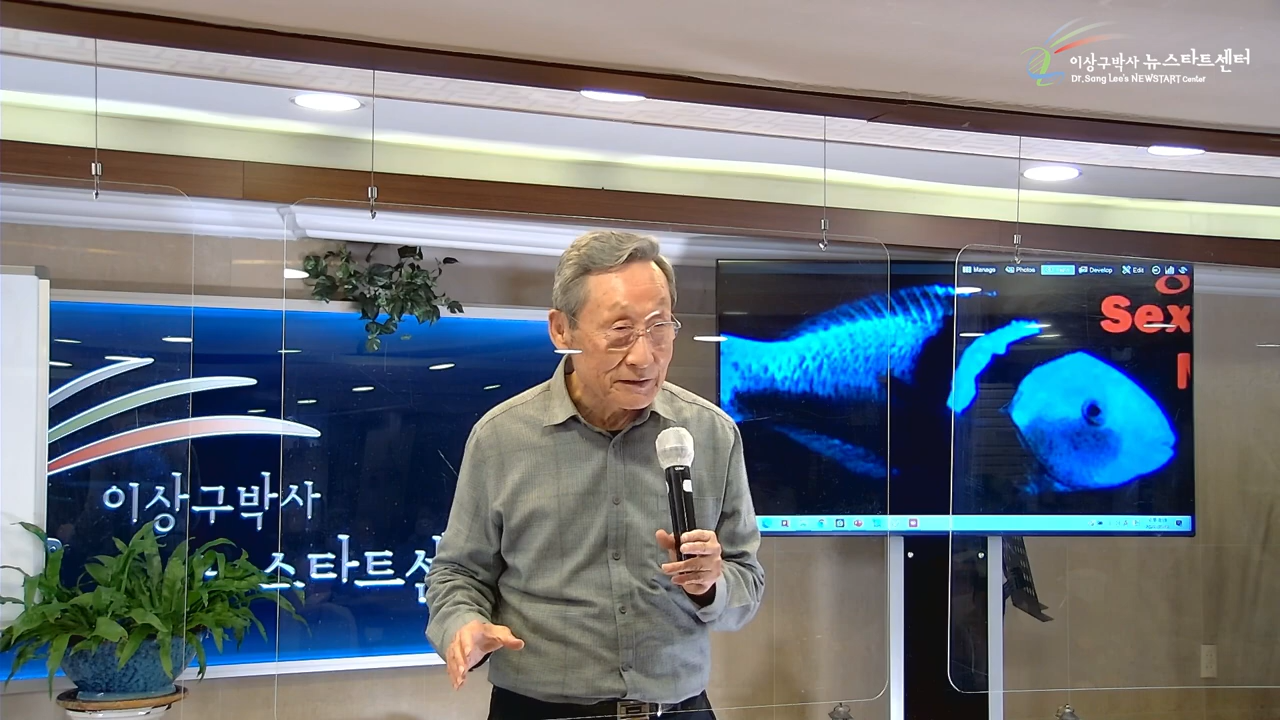 이상구박사 뉴스타트센터
Dr. Sang Lee's NEWSTART Center
Manage
Photos
Develop
Edit
Sex
이상구박사
스타트센